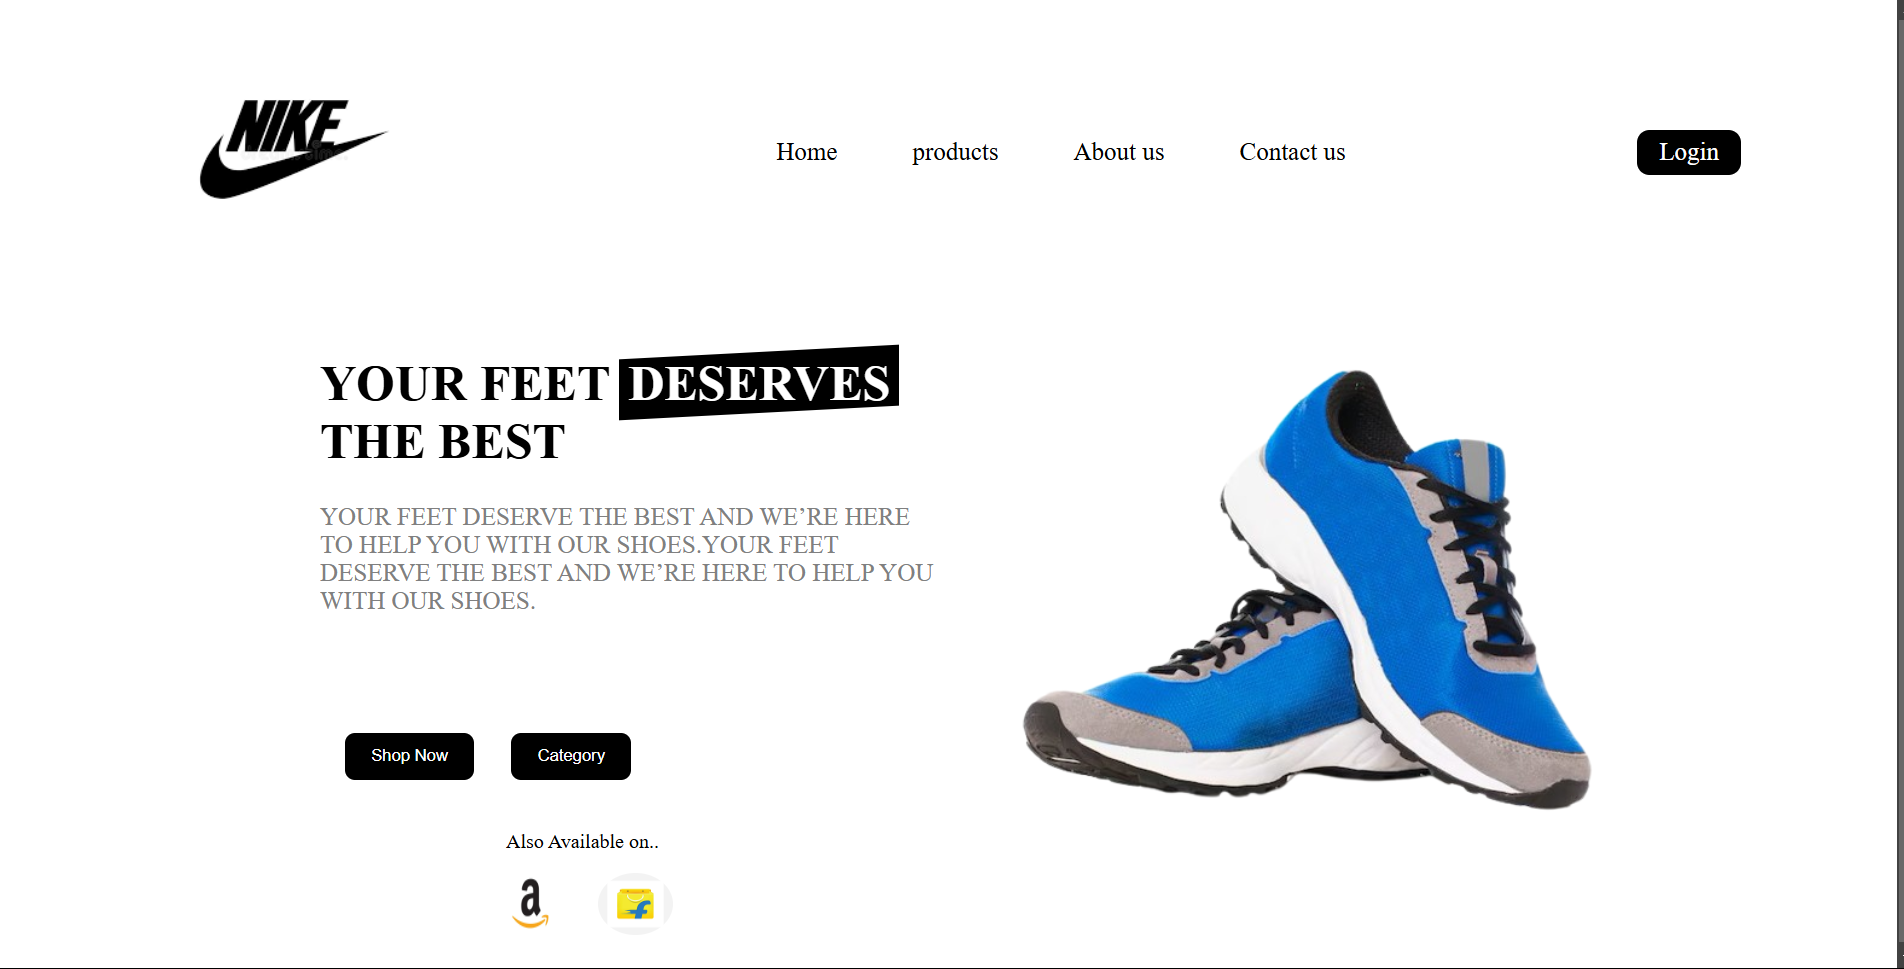 NIKE
Home products About us Contact us Login
YOUR FEET DESERVES
THE BEST
YOUR FEET DESERVE THE BEST AND WE’RE HERE
TO HELP YOU WITH OUR SHOES.YOUR FEET
DESERVE THE BEST AND WE’RE HERE TO HELP YOU
WITH OUR SHOES.
Shop Now Category
Also Available on..
a f